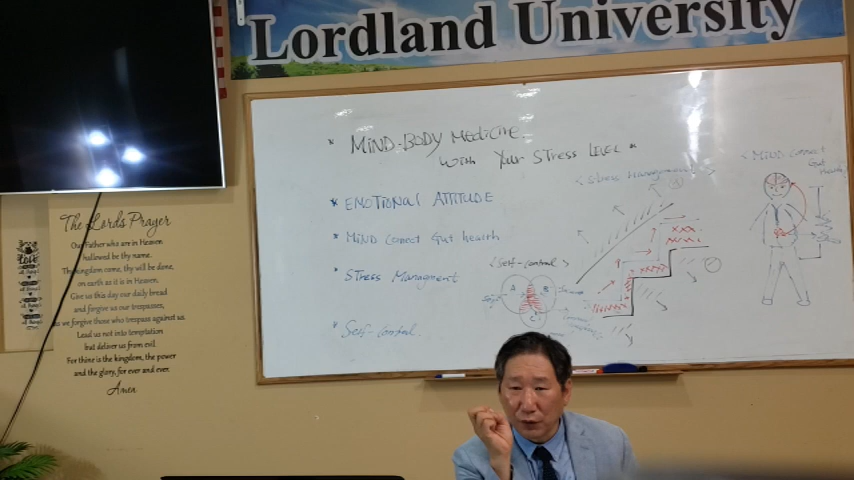 Lordland University
* MIND-BODY Medicine
with Your STress LEVEL *
* EMOTIONAL ATTITUDE
* MiND Connect Gut health
* STress Managment
* Self-control.
< Self-control >
A
B
C
< Stress Management >
* MIND Connect
Gut
Health
The Lords Prayer
Our Father who are in Heaven
hallowed be thy name.
Thy kingdom come, thy will be done,
on earth as it is in Heaven.
Give us this day our daily bread
and forgive us our trespasses,
as we forgive those who trespass against us.
Lead us not into temptation
but deliver us from evil
For thine is the kingdom, the power
and the glory, for ever and ever.
Amen